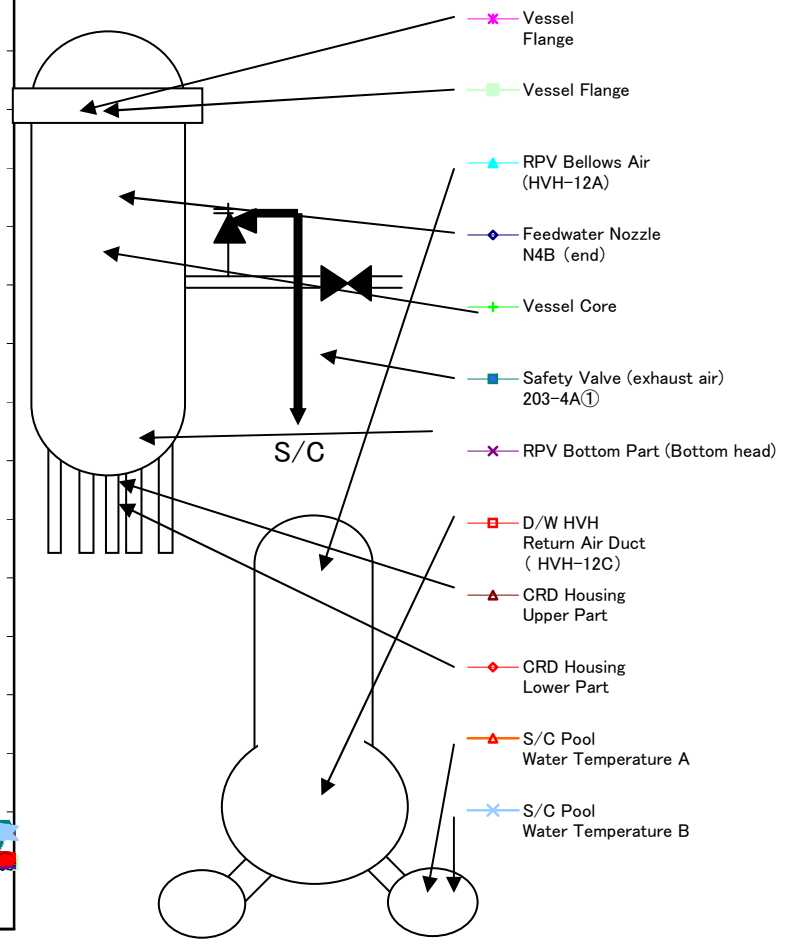 Vessel
Flange
Vessel Flange
RPV Bellows Air
(HVH-12A)
Feedwater Nozzle
N4B (end)
Vessel Core
Safety Valve (exhaust air)
203-4A①
S/C
RPV Bottom Part (Bottom head)
D/W HVH
Return Air Duct
( HVH-12C)
CRD Housing
Upper Part
CRD Housing
Lower Part
S/C Pool
Water Temperature A
S/C Pool
Water Temperature B